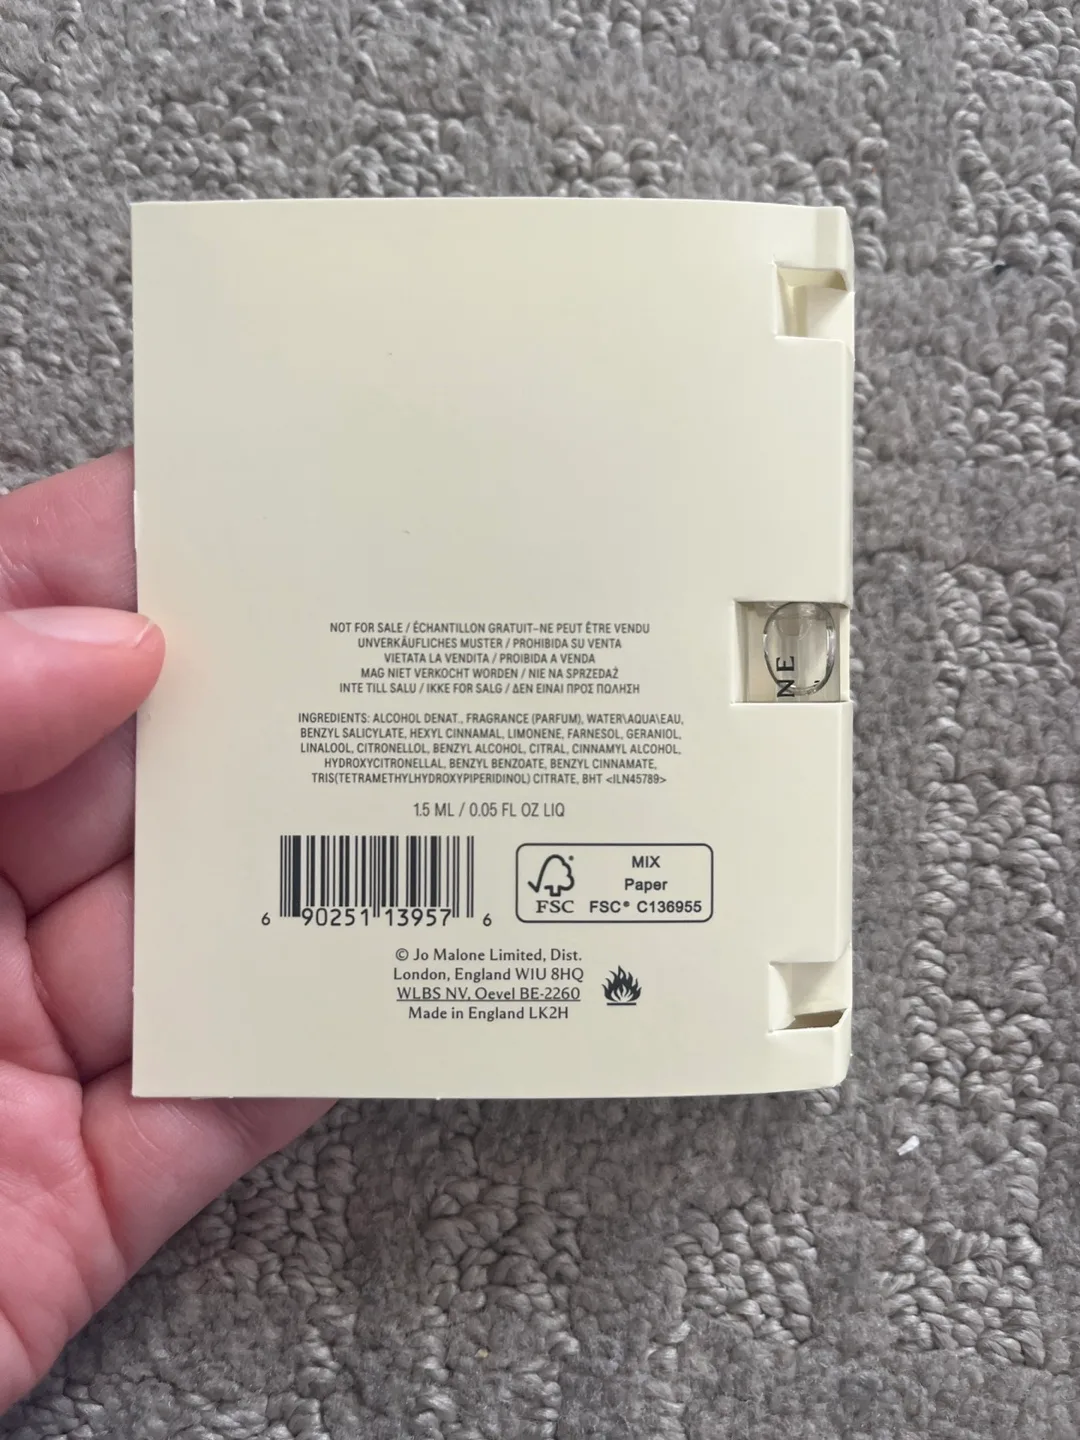 NOT FOR SALE / ÉCHANTILLON GRATUIT–NE PEUT ÊTRE VENDU
UNVERKÄUFLICHES MUSTER / PROHIBIDA SU VENTA
VIETATA LA VENDITA / PROIBIDA A VENDA
MAG NIET VERKOCHT WORDEN / NIE NA SPRZEDAŻ
INTE TILL SALU / IKKE FOR SALG / ΔΕΝ ΕΙΝΑΙ ΠΡΟΣ ΠΩΛΗΣΗ
INGREDIENTS: ALCOHOL DENAT., FRAGRANCE (PARFUM), WATER\AQUA\EAU,
BENZYL SALICYLATE, HEXYL CINNAMAL, LIMONENE, FARNESOL, GERANIOL,
LINALOOL, CITRONELLOL, BENZYL ALCOHOL, CITRAL, CINNAMYL ALCOHOL,
HYDROXYCITRONELLAL, BENZYL BENZOATE, BENZYL CINNAMATE,
TRIS(TETRAMETHYLHYDROXYPIPERIDINOL) CITRATE, BHT <ILN45789>
1.5 ML / 0.05 FL OZ LIQ
6 90251 13957 6
MIX
Paper
FSC FSC® C136955
© Jo Malone Limited, Dist.
London, England W1U 8HQ
WLBS NV, Oevel BE-2260
Made in England LK2H
NE